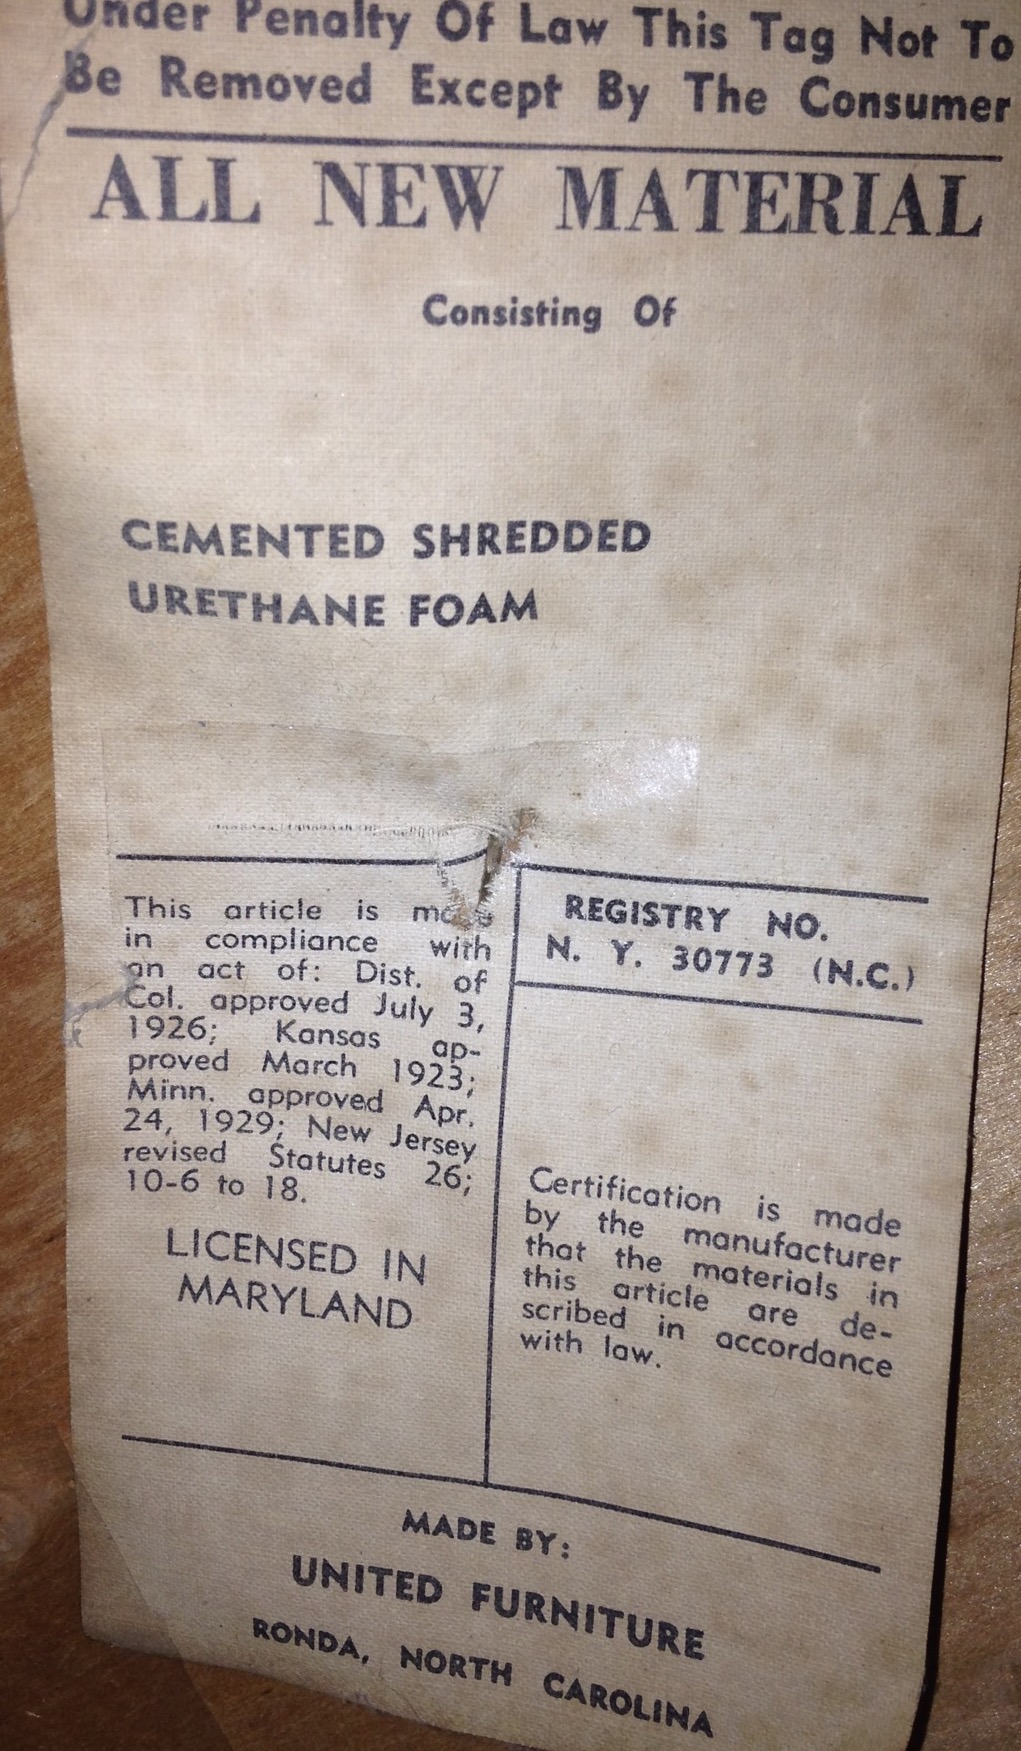 Under Penalty Of Law This Tag Not To
Be Removed Except By The Consumer
ALL NEW MATERIAL
Consisting Of
CEMENTED SHREDDED
URETHANE FOAM
This article is made
in compliance with
an act of: Dist. of
Col. approved July 3,
1926; Kansas ap-
proved March 1923;
Minn. approved Apr.
24, 1929; New Jersey
revised Statutes 26;
10-6 to 18.
LICENSED IN
MARYLAND
REGISTRY NO.
N. Y. 30773 (N.C.)
Certification is made
by the manufacturer
that the materials in
this article are de-
scribed in accordance
with law.
MADE BY:
UNITED FURNITURE
RONDA, NORTH CAROLINA